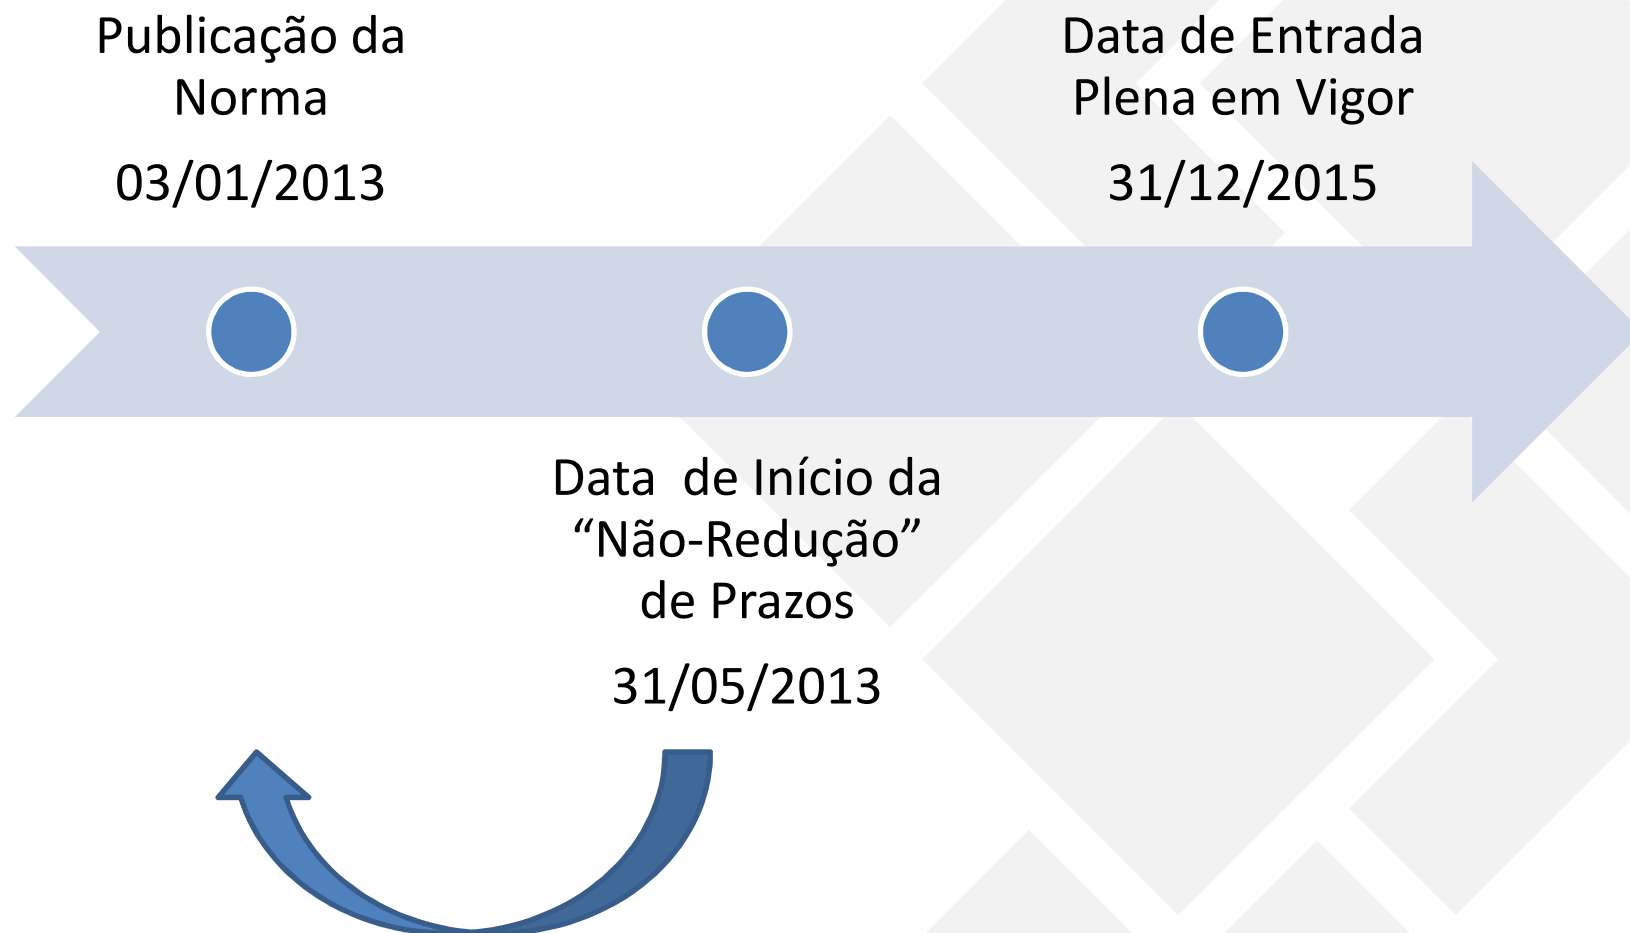 Publicação da
Norma
03/01/2013
Data de Início da
“Não-Redução”
de Prazos
31/05/2013
Data de Entrada
Plena em Vigor
31/12/2015